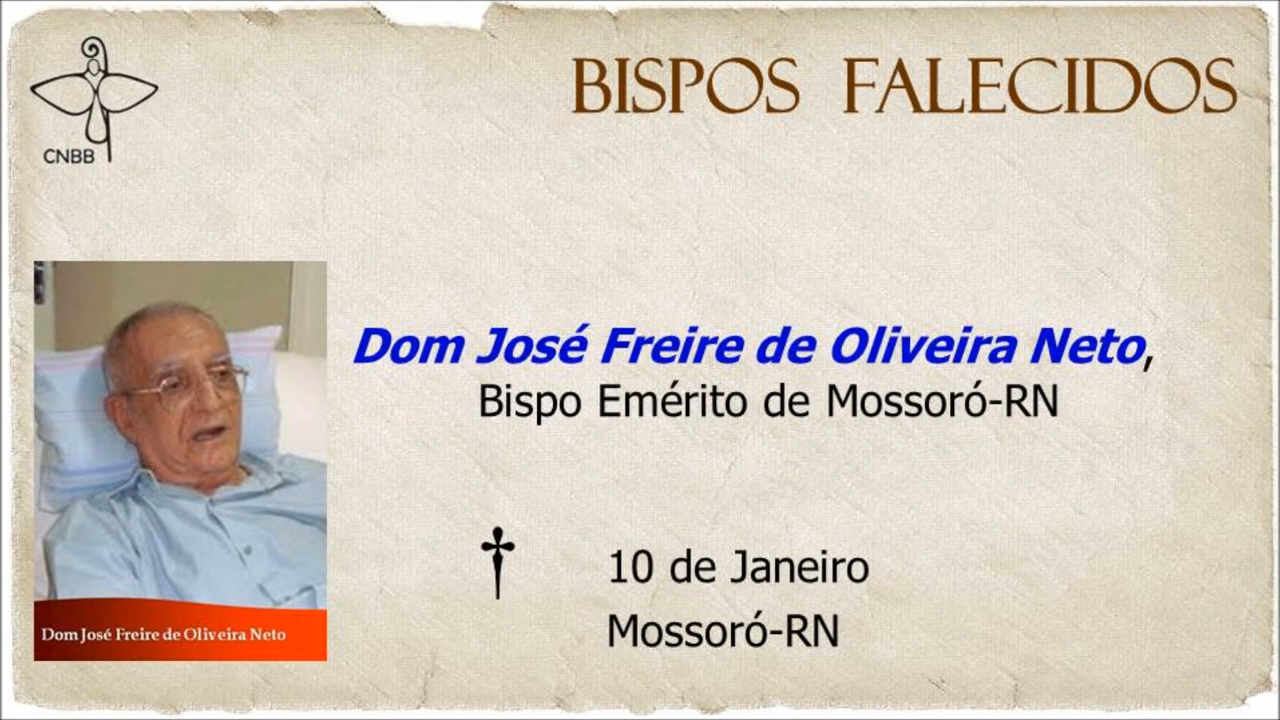 CNBB
BISPOS FALECIDOS
Dom José Freire de Oliveira Neto,
Bispo Emérito de Mossoró-RN
† 10 de Janeiro
Mossoró-RN
Dom José Freire de Oliveira Neto